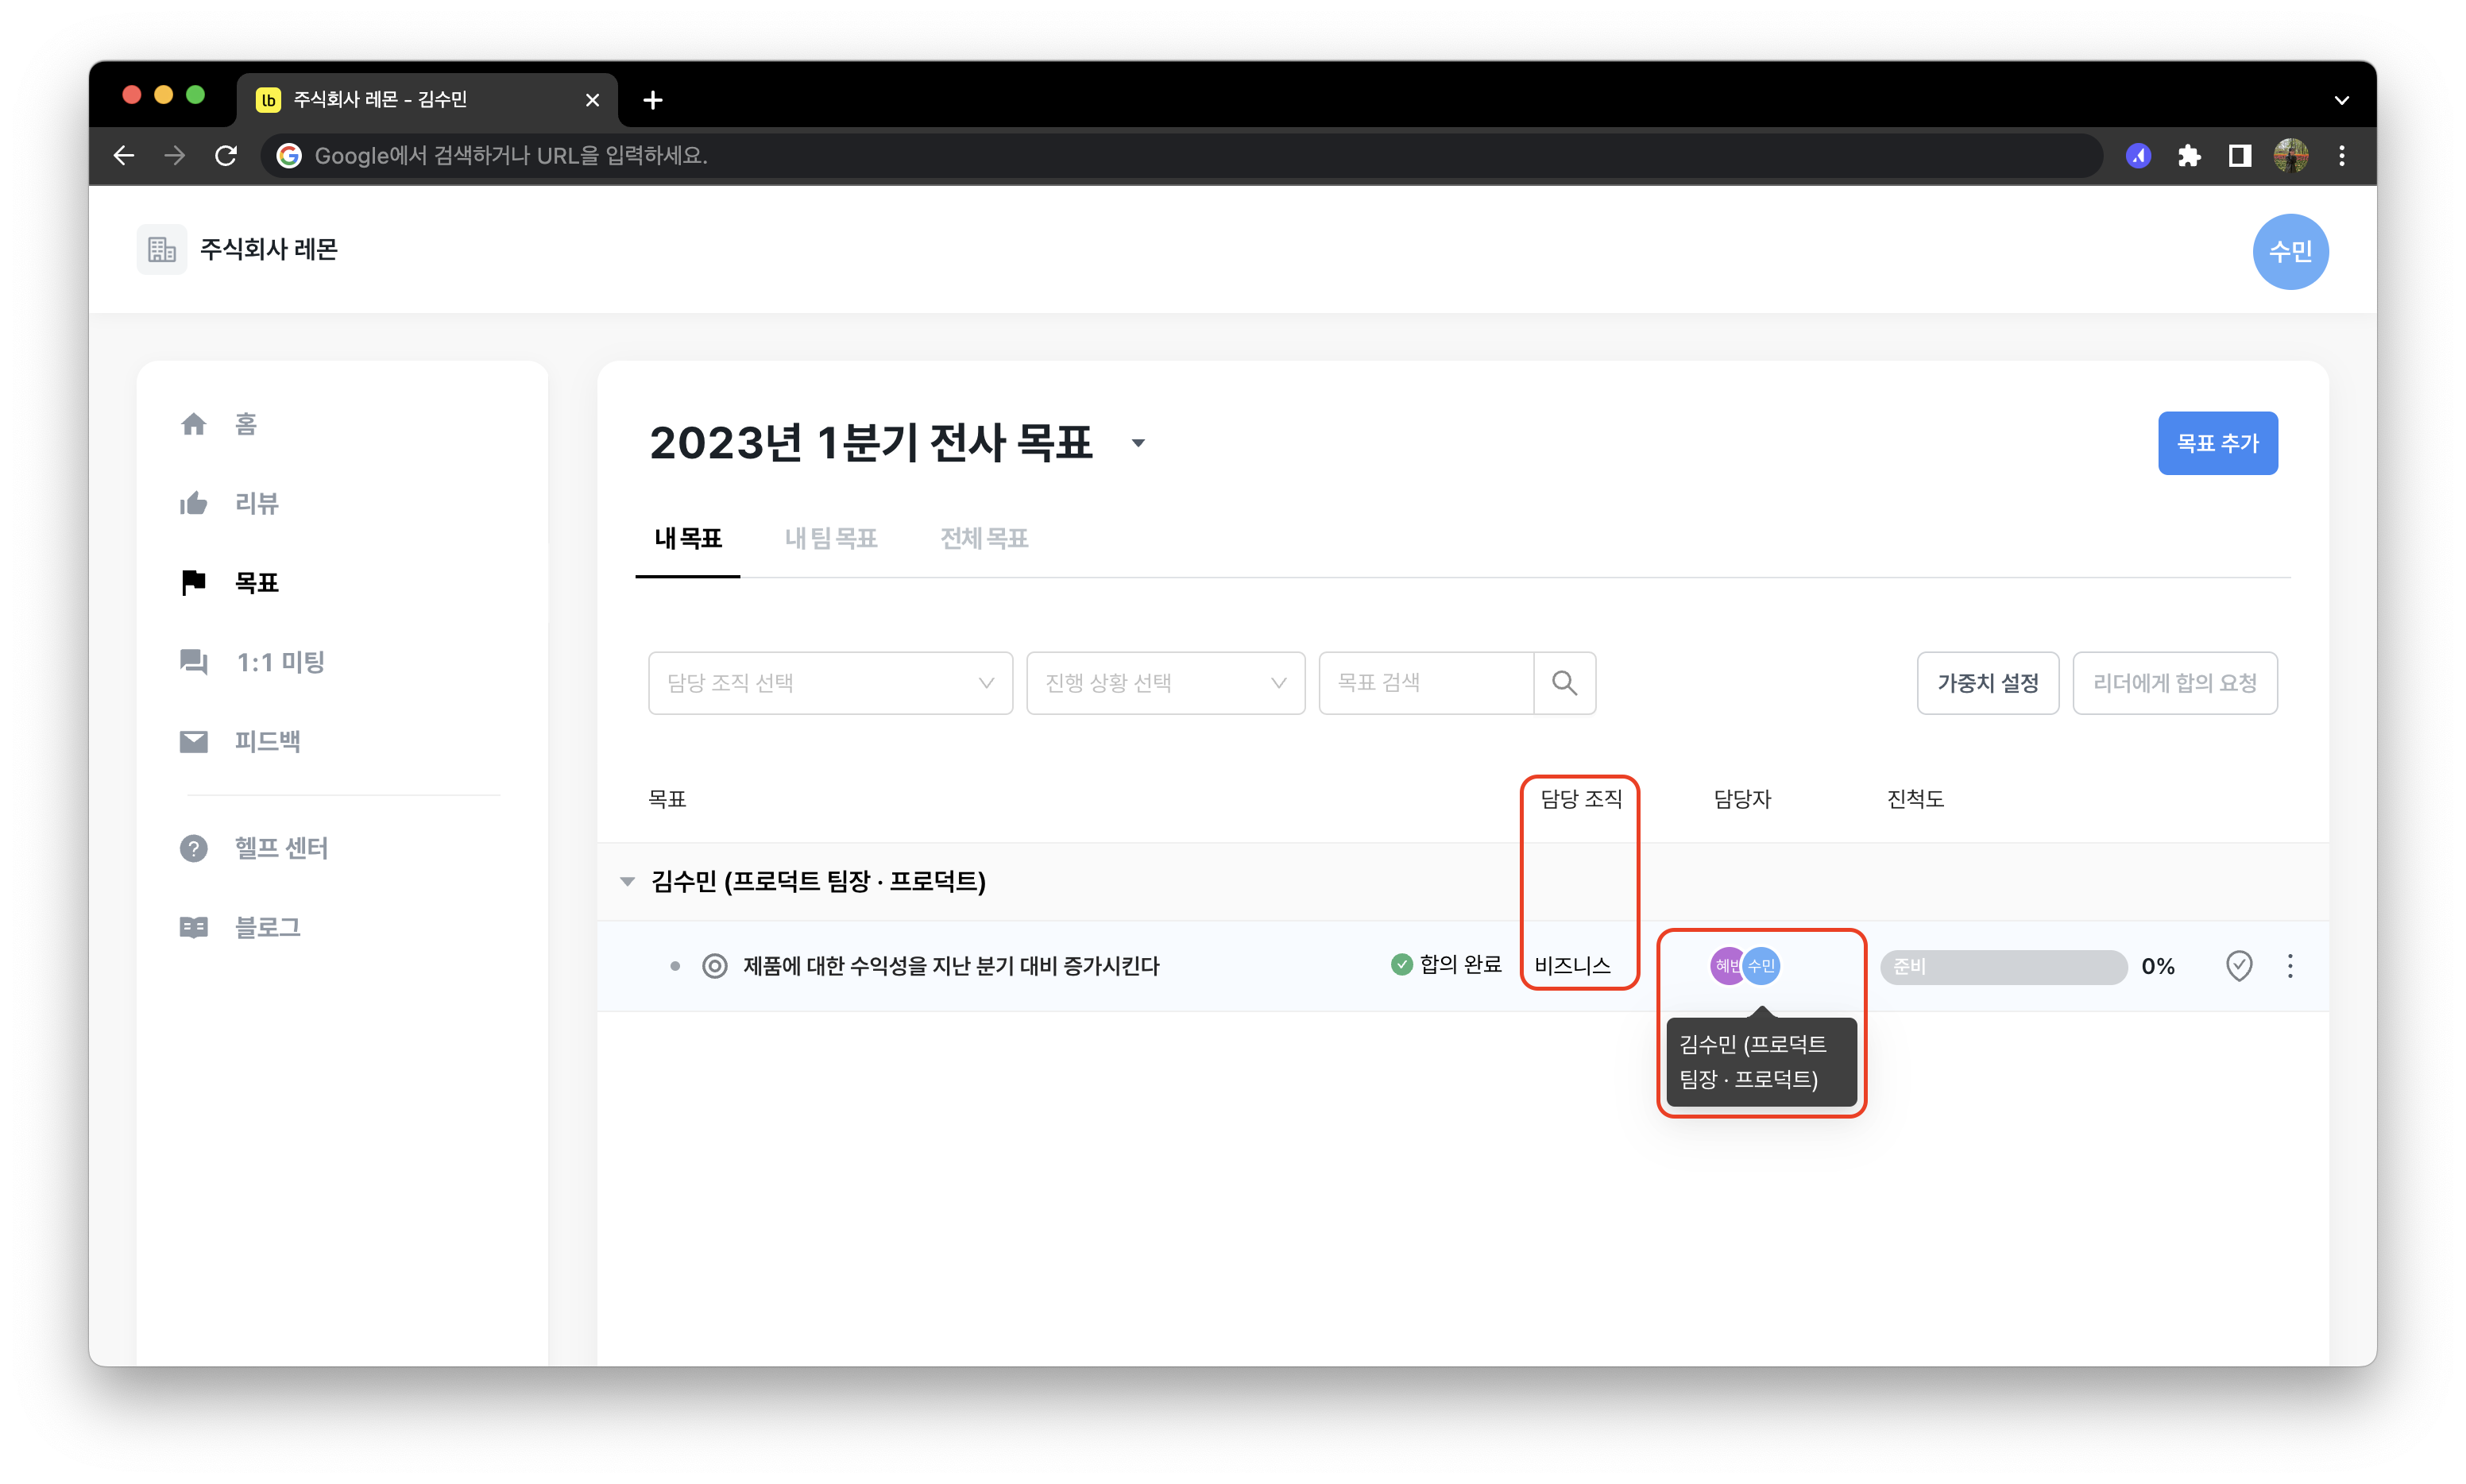 lb 주식회사 레몬 - 김수민
Google에서 검색하거나 URL을 입력하세요.
주식회사 레몬
수민
홈
리뷰
목표
1:1 미팅
피드백
헬프 센터
블로그
2023년 1분기 전사 목표
목표 추가
내 목표 내 팀 목표 전체 목표
담당 조직 선택 진행 상황 선택 목표 검색 가중치 설정 리더에게 합의 요청
목표 담당 조직 담당자 진척도
김수민 (프로덕트 팀장 · 프로덕트)
제품에 대한 수익성을 지난 분기 대비 증가시킨다 합의 완료 비즈니스 수민 준비 0%
김수민 (프로덕트
팀장 · 프로덕트)